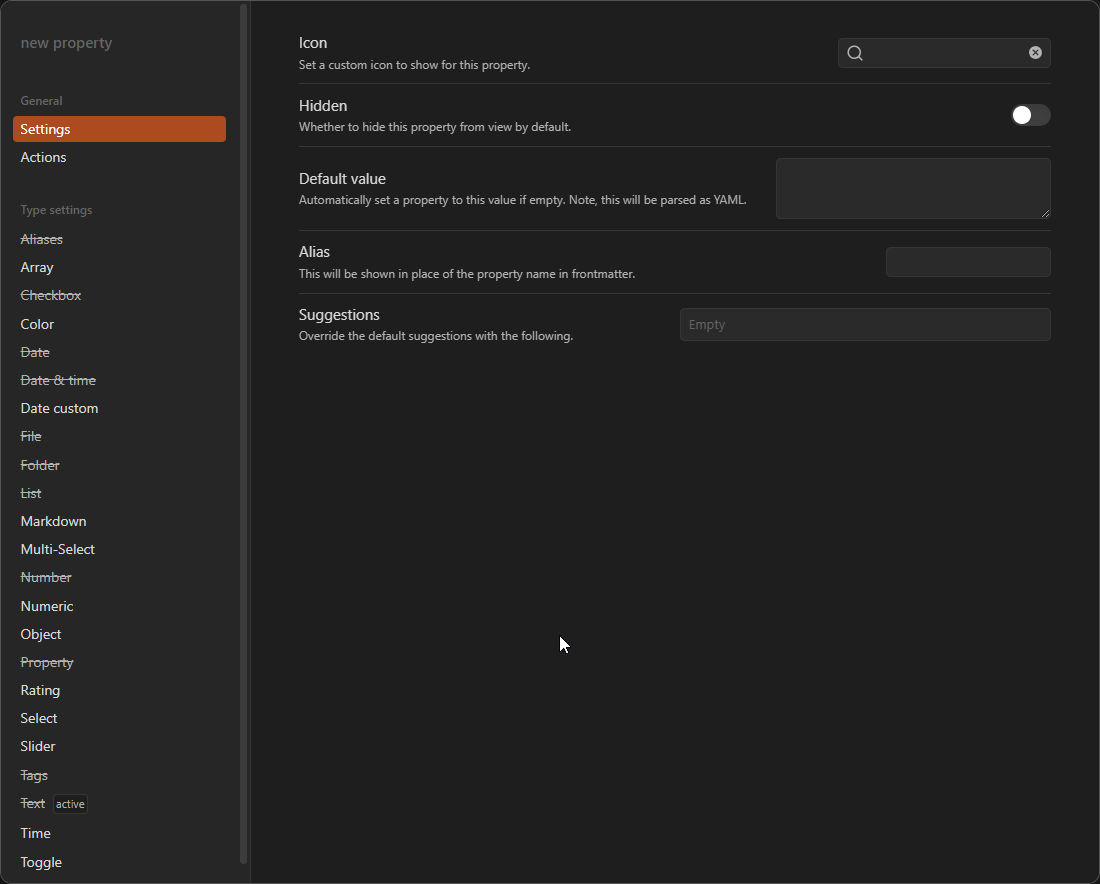 new property
General
Settings
Actions
Type settings
Aliases
Array
Checkbox
Color
Date
Date & time
Date custom
File
Folder
List
Markdown
Multi-Select
Number
Numeric
Object
Property
Rating
Select
Slider
Tags
Text active
Time
Toggle
Icon
Set a custom icon to show for this property.
Hidden
Whether to hide this property from view by default.
Default value
Automatically set a property to this value if empty. Note, this will be parsed as YAML.
Alias
This will be shown in place of the property name in frontmatter.
Suggestions
Override the default suggestions with the following.
Empty